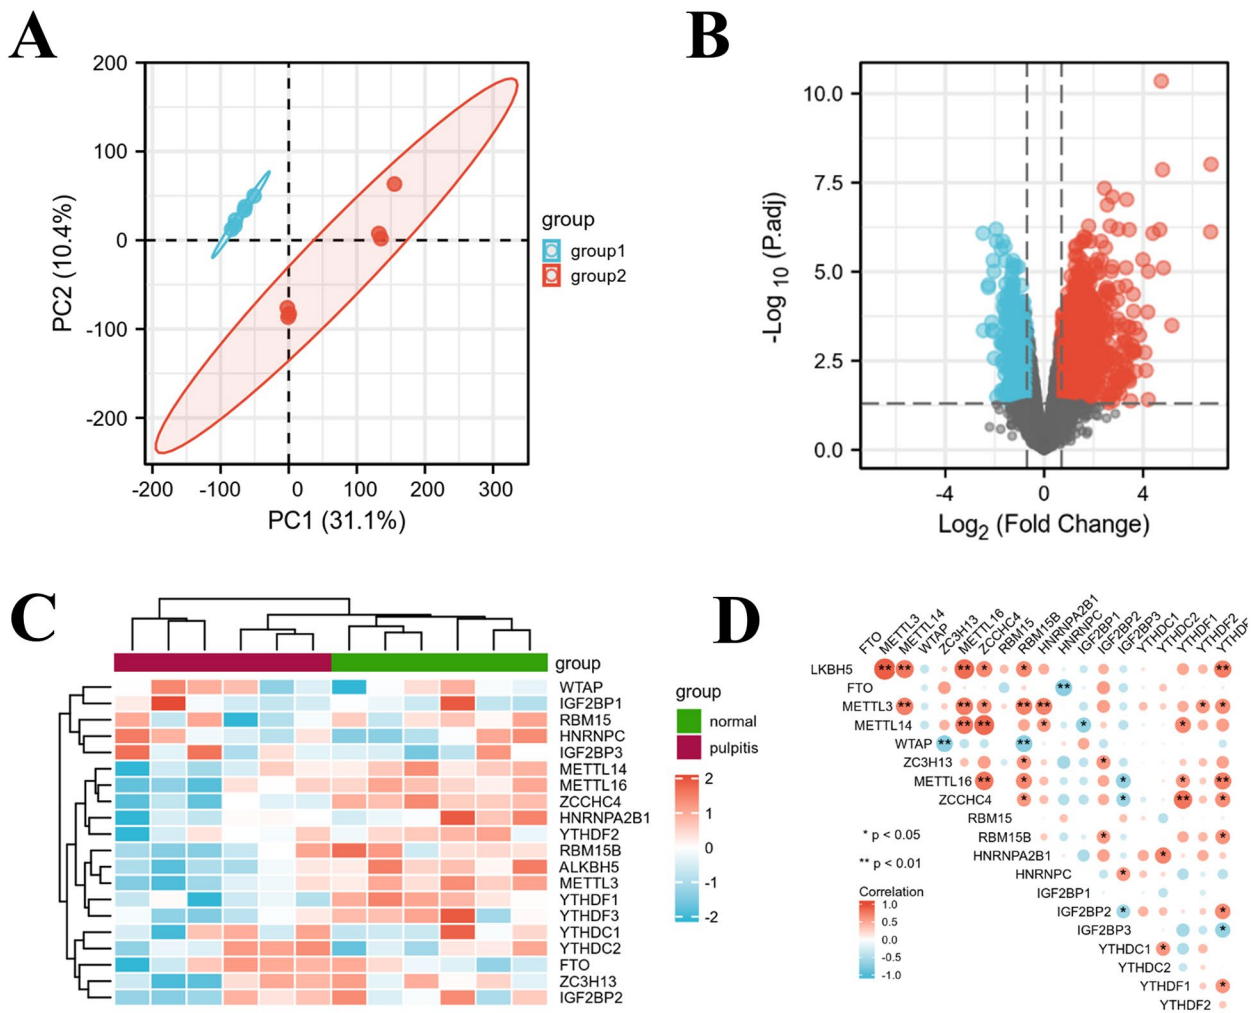 A
200
100
0
-100
-200
-200
-100
0
100
200
300
PC2 (10.4%)
PC1 (31.1%)
group
group1
group2
B
10.0
7.5
5.0
2.5
0.0
-4
0
4
-Log10 (P.adj)
Log2 (Fold Change)
C
group
WTAP
IGF2BP1
RBM15
HNRNPC
IGF2BP3
METTL14
METTL16
ZCCHC4
HNRNPA2B1
YTHDF2
RBM15B
ALKBH5
METTL3
YTHDF1
YTHDF3
YTHDC1
YTHDC2
FTO
ZC3H13
IGF2BP2
group
normal
pulpitis
2
1
0
-1
-2
D
FTO
METTL3
METTL14
WTAP
ZC3H13
METTL16
ZCCHC4
RBM15
RBM15B
HNRNPA2B1
HNRNPC
IGF2BP1
IGF2BP2
IGF2BP3
YTHDC1
YTHDC2
YTHDF1
YTHDF2
YTHDF
LKBH5 ** ** ** * * **
FTO **
METTL3 ** ** * ** ** * *
METTL14 ** ** * * *
WTAP ** **
ZC3H13 * *
METTL16 ** * * * **
ZCCHC4 * * ** *
RBM15
RBM15B * *
HNRNPA2B1 *
HNRNPC *
IGF2BP1
IGF2BP2 * *
IGF2BP3 *
YTHDC1 *
YTHDC2
YTHDF1 *
YTHDF2
* p < 0.05
** p < 0.01
Correlation
1.0
0.5
0.0
-0.5
-1.0